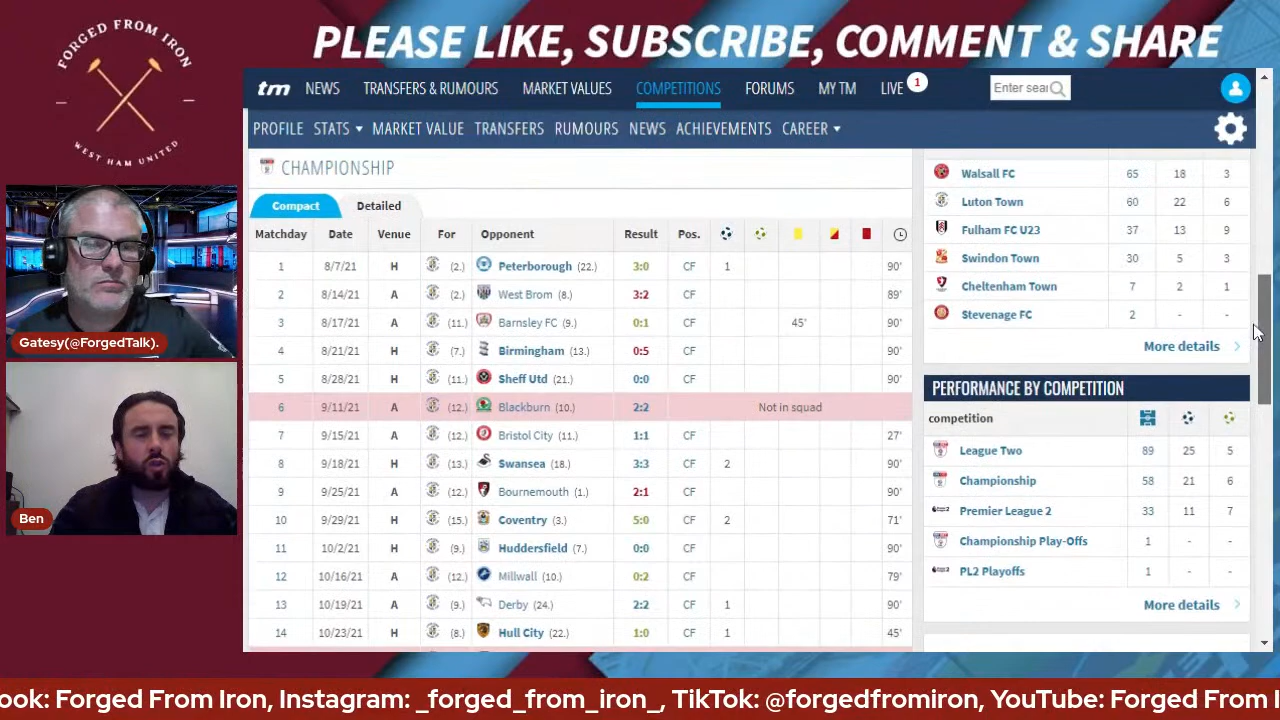 PLEASE LIKE, SUBSCRIBE, COMMENT & SHARE
FORGED FROM IRON
WEST HAM UNITED
tm NEWS TRANSFERS & RUMOURS MARKET VALUES COMPETITIONS FORUMS MY TM LIVE 1 Enter sear
PROFILE STATS MARKET VALUE TRANSFERS RUMOURS NEWS ACHIEVEMENTS CAREER
CHAMPIONSHIP
Compact Detailed
Matchday Date Venue For Opponent Result Pos.
1 8/7/21 H (2.) Peterborough (22.) 3:0 CF 1 90'
2 8/14/21 A (2.) West Brom (8.) 3:2 CF 89'
3 8/17/21 A (11.) Barnsley FC (9.) 0:1 CF 45' 90'
4 8/21/21 H (7.) Birmingham (13.) 0:5 CF 90'
5 8/28/21 H (11.) Sheff Utd (21.) 0:0 CF 90'
6 9/11/21 A (12.) Blackburn (10.) 2:2 Not in squad
7 9/15/21 A (12.) Bristol City (11.) 1:1 CF 27'
8 9/18/21 H (13.) Swansea (18.) 3:3 CF 2 90'
9 9/25/21 A (12.) Bournemouth (1.) 2:1 CF 90'
10 9/29/21 H (15.) Coventry (3.) 5:0 CF 2 71'
11 10/2/21 H (9.) Huddersfield (7.) 0:0 CF 90'
12 10/16/21 A (12.) Millwall (10.) 0:2 CF 79'
13 10/19/21 A (9.) Derby (24.) 2:2 CF 1 90'
14 10/23/21 H (8.) Hull City (22.) 1:0 CF 1 45'
Walsall FC 65 18 3
Luton Town 60 22 6
Fulham FC U23 37 13 9
Swindon Town 30 5 3
Cheltenham Town 7 2 1
Stevenage FC 2 - -
More details
PERFORMANCE BY COMPETITION
competition
League Two 89 25 5
Championship 58 21 6
Premier League 2 33 11 7
Championship Play-Offs 1 - -
PL2 Playoffs 1 - -
More details
Gatesy(@ForgedTalk).
Ben
ook: Forged From Iron, Instagram: _forged_from_iron_, TikTok: @forgedfromiron, YouTube: Forged From I